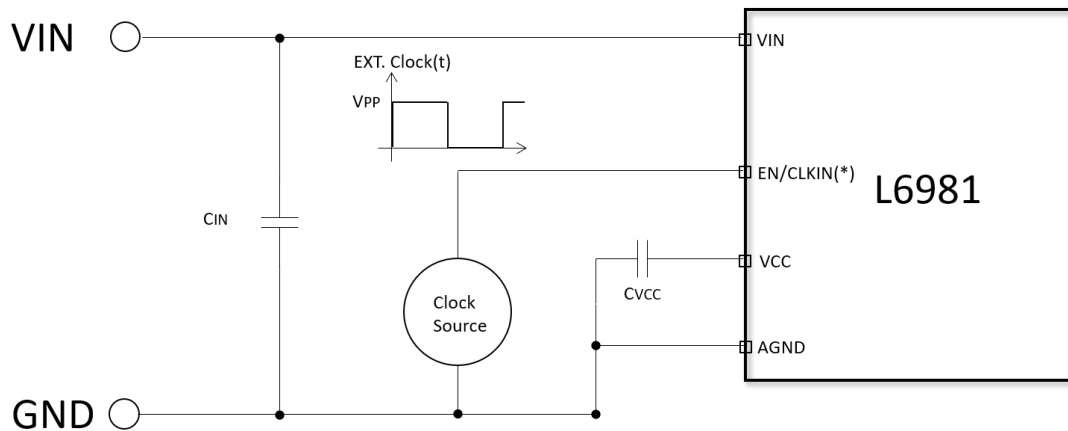 VIN
VIN
EXT. Clock(t)
VPP
EN/CLKIN(*)
L6981
CIN
VCC
CVCC
Clock
Source
AGND
GND